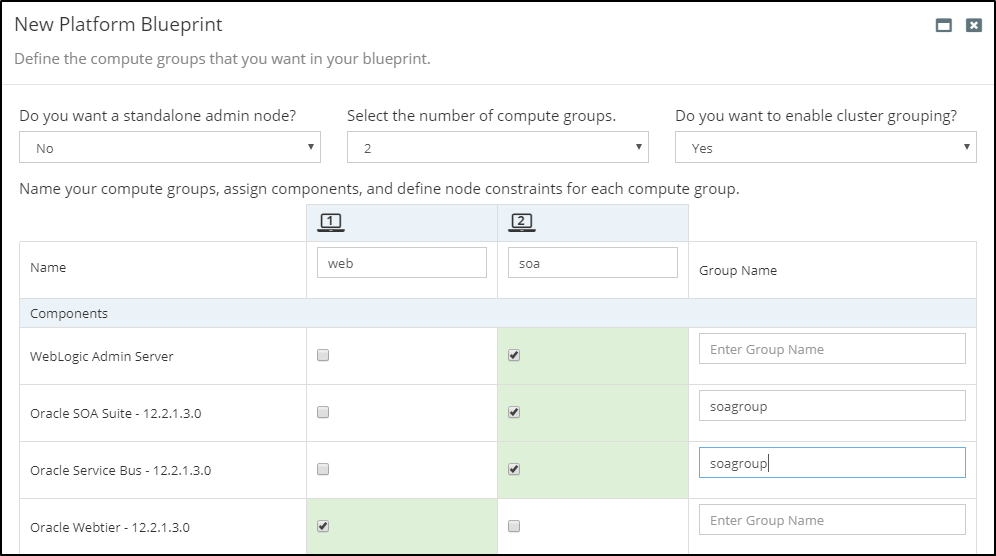 New Platform Blueprint
Define the compute groups that you want in your blueprint.
Do you want a standalone admin node? Select the number of compute groups. Do you want to enable cluster grouping?
No 2 Yes
Name your compute groups, assign components, and define node constraints for each compute group.
1 2
Name web soa Group Name
Components
WebLogic Admin Server Enter Group Name
Oracle SOA Suite - 12.2.1.3.0 soagroup
Oracle Service Bus - 12.2.1.3.0 soagroup
Oracle Webtier - 12.2.1.3.0 Enter Group Name